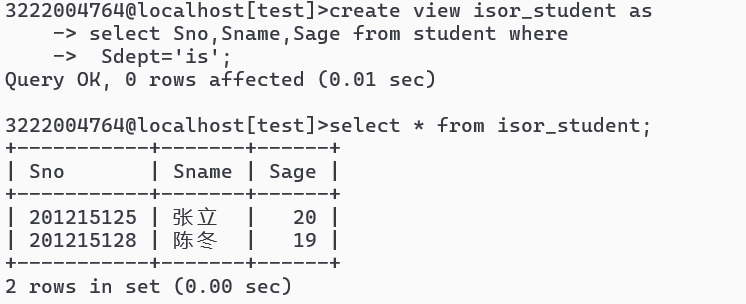 3222004764@localhost[test]>create view isor_student as
    -> select Sno,Sname,Sage from student where
    ->  Sdept='is';
Query OK, 0 rows affected (0.01 sec)

3222004764@localhost[test]>select * from isor_student;
+-----------+-------+------+
| Sno       | Sname | Sage |
+-----------+-------+------+
| 201215125 | 张立  |   20 |
| 201215128 | 陈冬  |   19 |
+-----------+-------+------+
2 rows in set (0.00 sec)